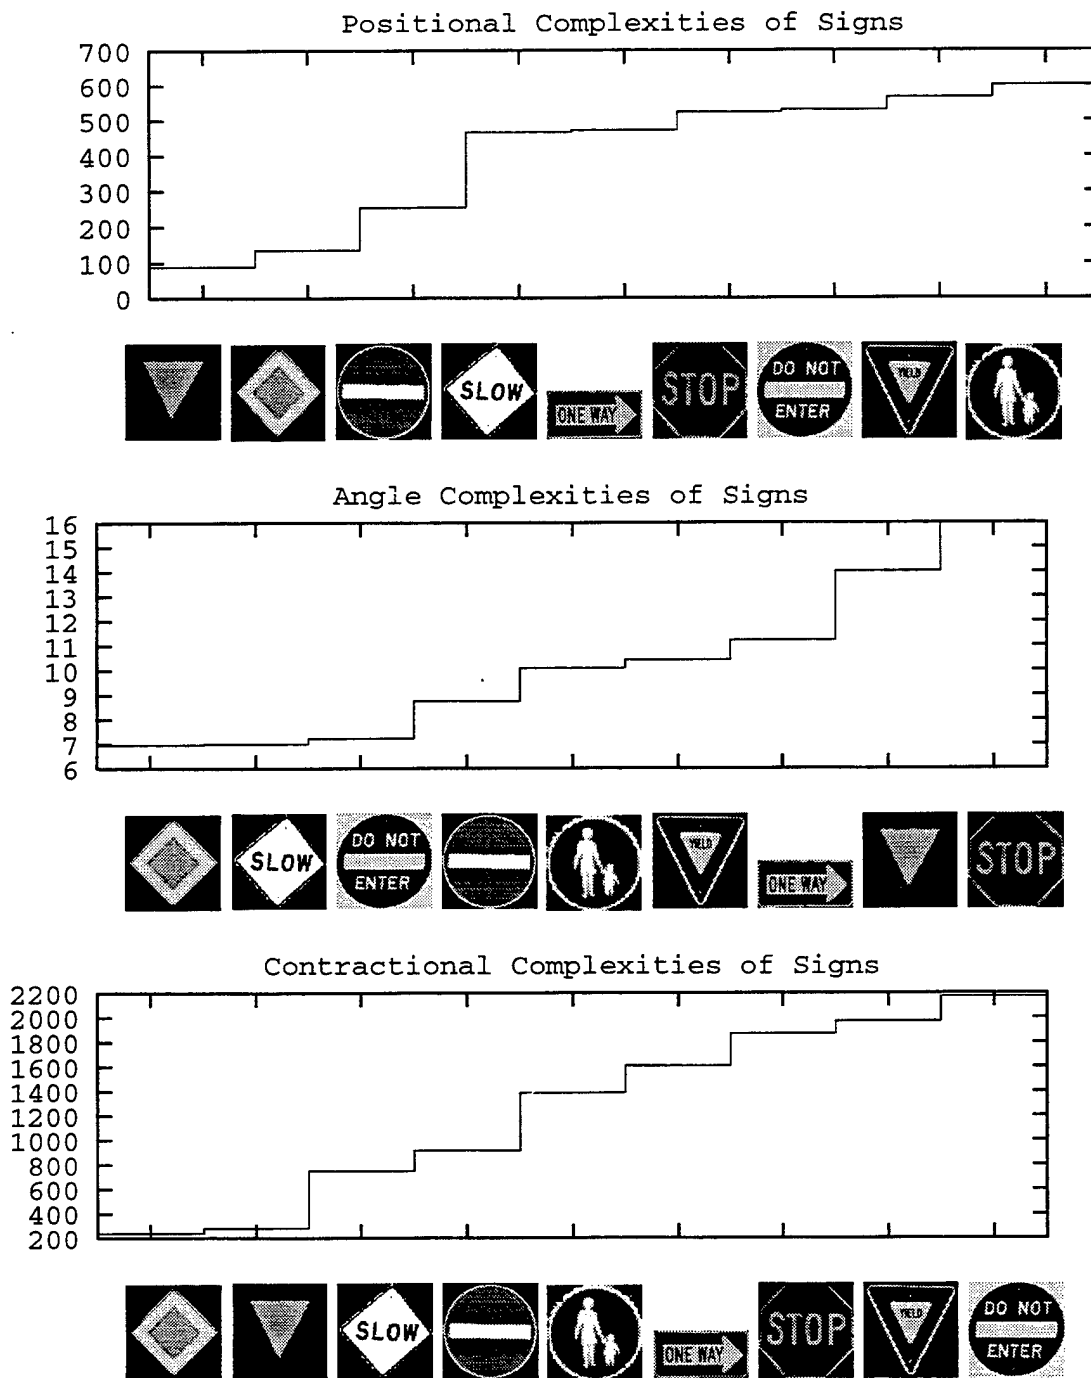 Positional Complexities of Signs
700
600
500
400
300
200
100
0
SLOW
ONE WAY
STOP
DO NOT
ENTER
YIELD
Angle Complexities of Signs
16
15
14
13
12
11
10
9
8
7
6
SLOW
DO NOT
ENTER
YIELD
ONE WAY
STOP
Contractional Complexities of Signs
2200
2000
1800
1600
1400
1200
1000
800
600
400
200
SLOW
ONE WAY
STOP
YIELD
DO NOT
ENTER